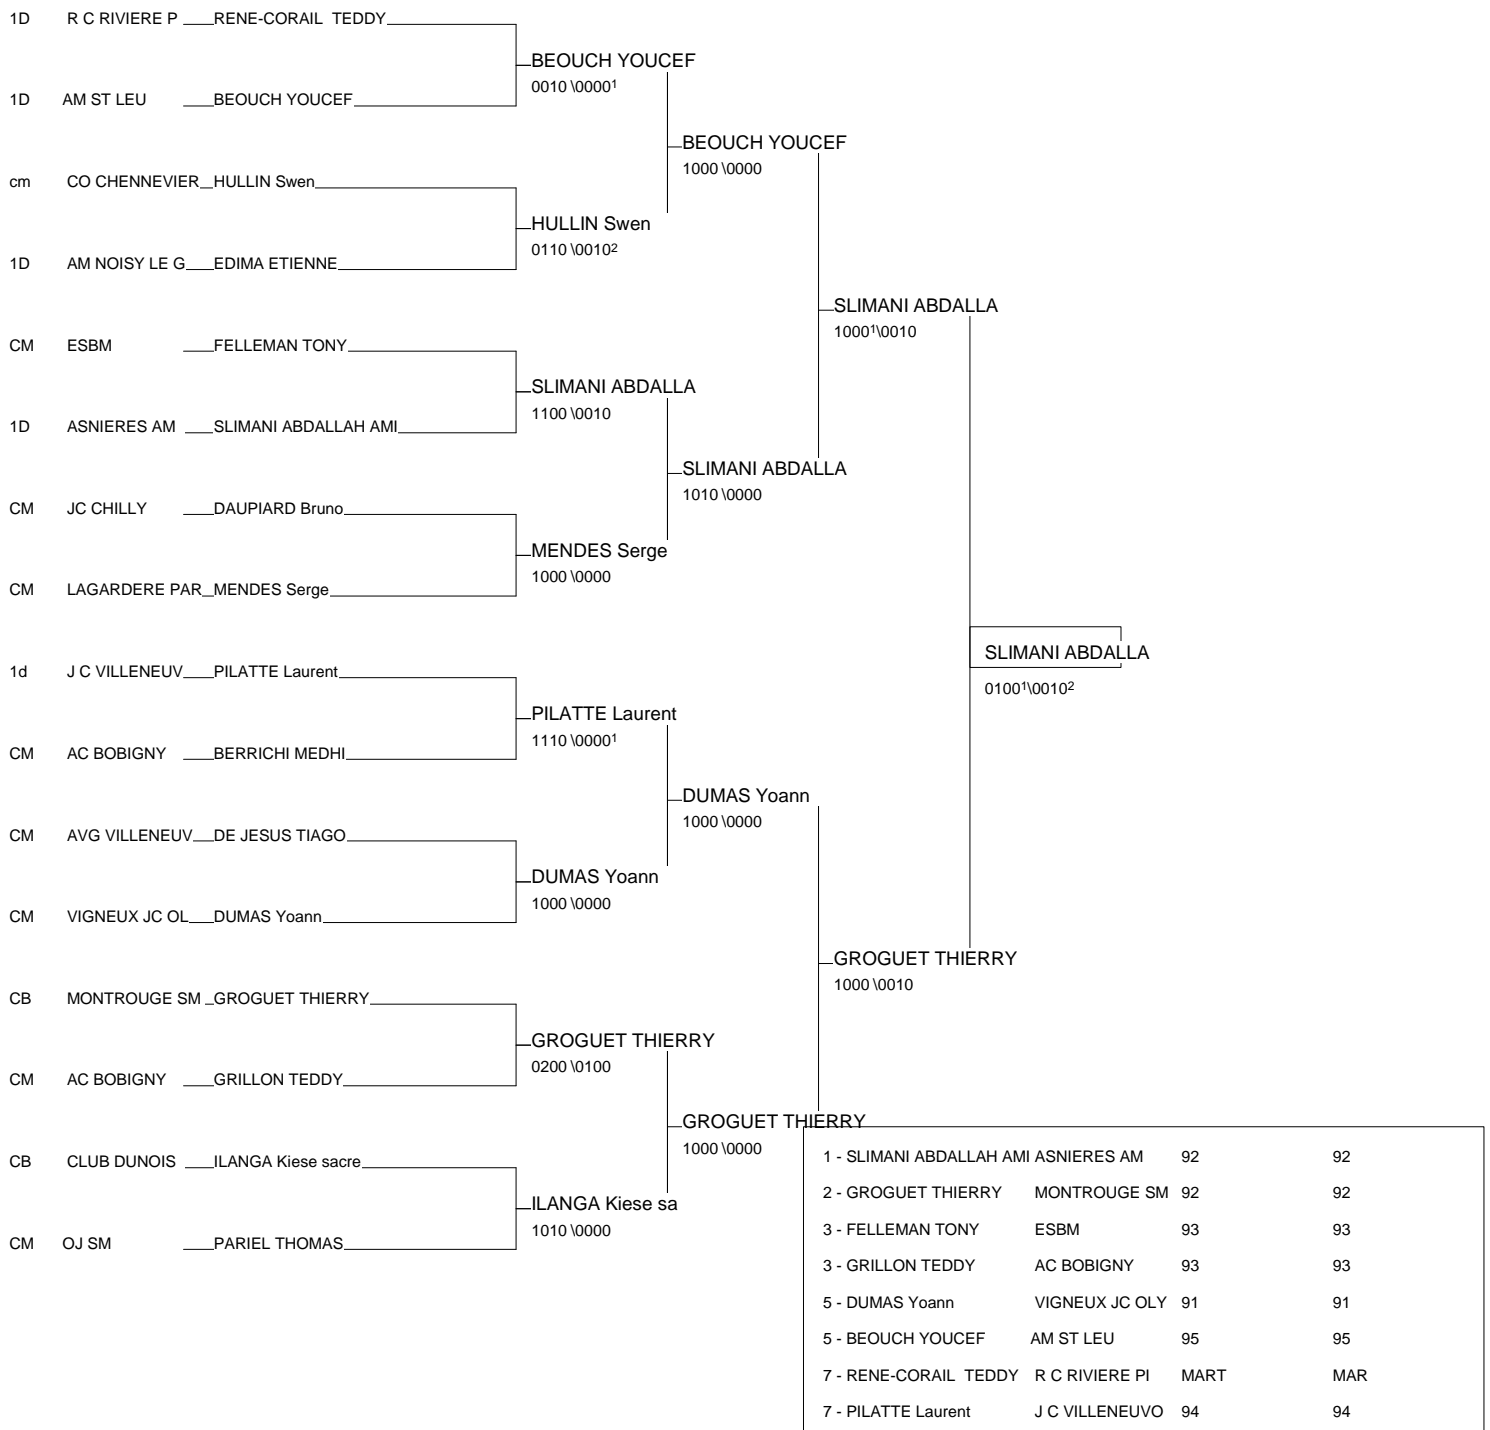 1D R C RIVIERE P RENE-CORAIL TEDDY
BEOUCH YOUCEF
0010 \0000¹
1D AM ST LEU BEOUCH YOUCEF
BEOUCH YOUCEF
1000 \0000
cm CO CHENNEVIER HULLIN Swen
HULLIN Swen
0110 \0010²
1D AM NOISY LE G EDIMA ETIENNE
SLIMANI ABDALLA
1000¹\0010
CM ESBM FELLEMAN TONY
SLIMANI ABDALLA
1100 \0010
1D ASNIERES AM SLIMANI ABDALLAH AMI
SLIMANI ABDALLA
1010 \0000
CM JC CHILLY DAUPIARD Bruno
MENDES Serge
1000 \0000
CM LAGARDERE PAR MENDES Serge
SLIMANI ABDALLA
0100¹\0010²
1d J C VILLENEUV PILATTE Laurent
PILATTE Laurent
1110 \0000¹
CM AC BOBIGNY BERRICHI MEDHI
DUMAS Yoann
1000 \0000
CM AVG VILLENEUV DE JESUS TIAGO
DUMAS Yoann
1000 \0000
CM VIGNEUX JC OL DUMAS Yoann
GROGUET THIERRY
1000 \0010
CB MONTROUGE SM GROGUET THIERRY
GROGUET THIERRY
0200 \0100
CM AC BOBIGNY GRILLON TEDDY
GROGUET THIERRY
1000 \0000
CB CLUB DUNOIS ILANGA Kiese sacre
ILANGA Kiese sa
1010 \0000
CM OJ SM PARIEL THOMAS
1 - SLIMANI ABDALLAH AMI ASNIERES AM 92 92
2 - GROGUET THIERRY MONTROUGE SM 92 92
3 - FELLEMAN TONY ESBM 93 93
3 - GRILLON TEDDY AC BOBIGNY 93 93
5 - DUMAS Yoann VIGNEUX JC OLY 91 91
5 - BEOUCH YOUCEF AM ST LEU 95 95
7 - RENE-CORAIL TEDDY R C RIVIERE PI MART MAR
7 - PILATTE Laurent J C VILLENEUVO 94 94